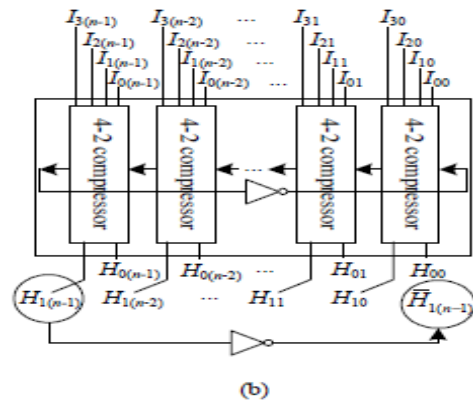 I3(n-1) I3(n-2) ... I31 I30
I2(n-1) I2(n-2) ... I21 I20
I1(n-1) I1(n-2) ... I11 I10
I0(n-1) I0(n-2) ... I01 I00
4-2 compressor 4-2 compressor ... 4-2 compressor 4-2 compressor
H0(n-1) H0(n-2) ... H01 H00
H1(n-1) H1(n-2) ... H11 H10 H̅1(n-1)
(b)